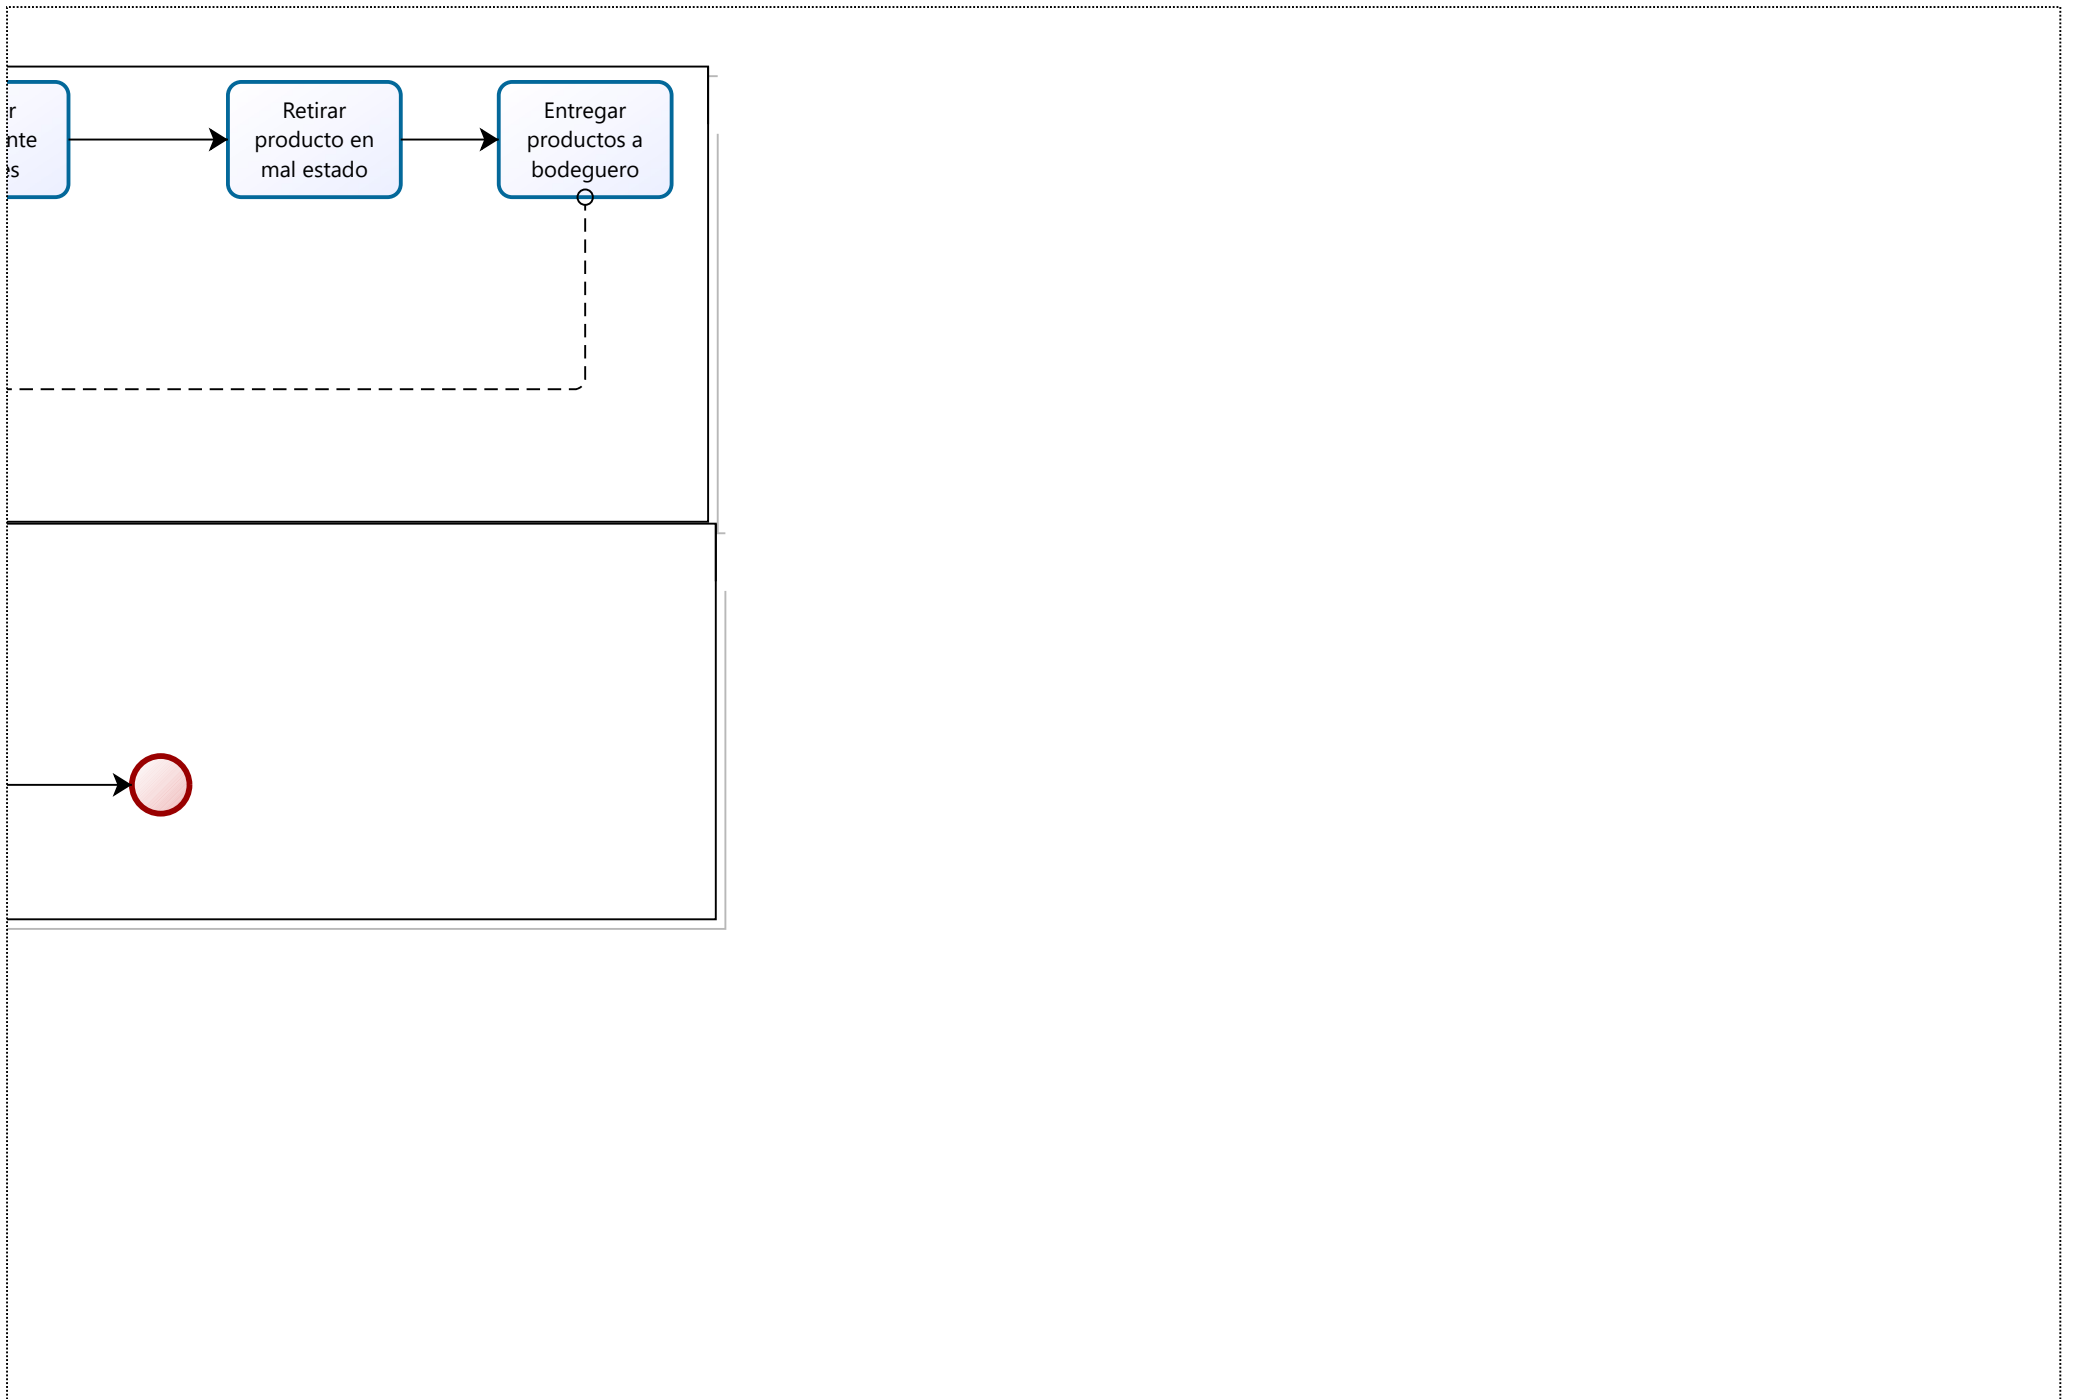 Retirar
producto en
mal estado
Entregar
productos a
bodeguero